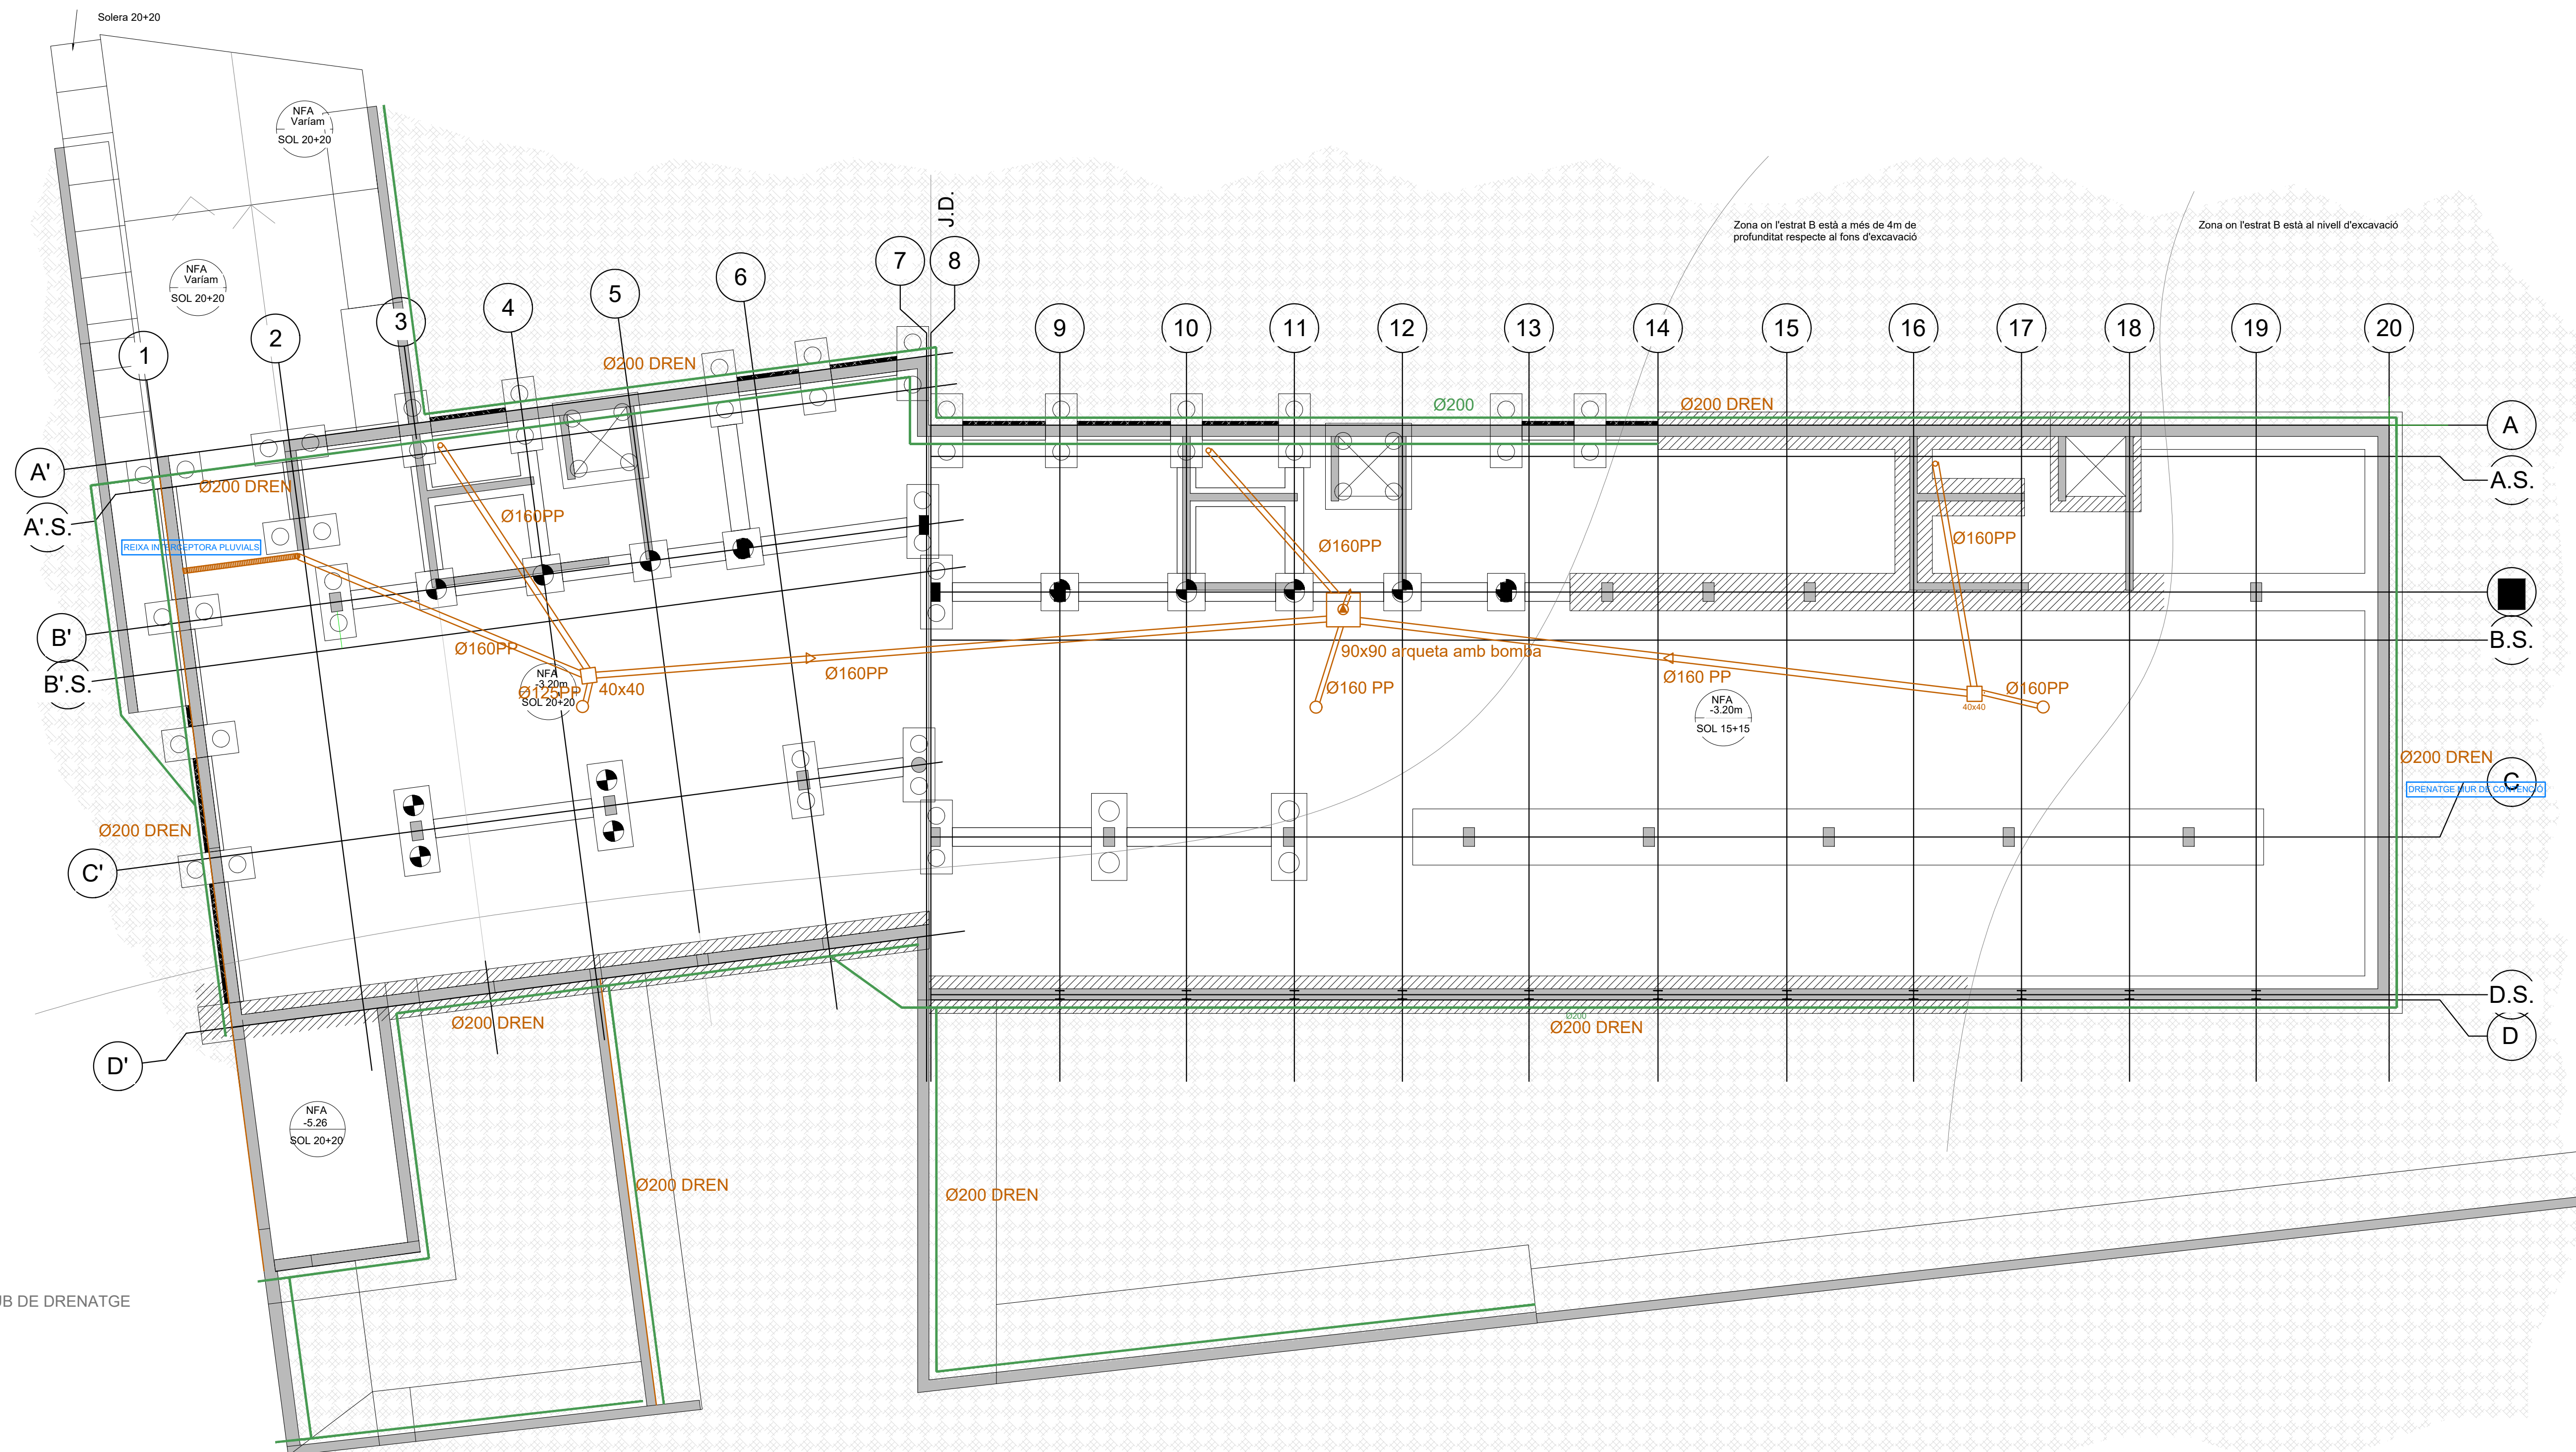 Solera 20+20
NFA
Varíam
SOL 20+20
NFA
Varíam
SOL 20+20
J.D.
Zona on l'estrat B està a més de 4m de
profunditat respecte al fons d'excavació
Zona on l'estrat B està al nivell d'excavació
1
2
3
4
5
6
7
8
9
10
11
12
13
14
15
16
17
18
19
20
Ø200 DREN
Ø200
Ø200 DREN
A
A'
A.S.
A'.S.
Ø200 DREN
Ø160PP
REIXA INTERCEPTORA PLUVIALS
Ø160PP
Ø160PP
B'
B.S.
B'.S.
Ø160PP
90x90 arqueta amb bomba
NFA
-3.20m
SOL 20+20
Ø125PP
40x40
Ø160PP
Ø160 PP
Ø160 PP
Ø160PP
40x40
NFA
-3.20m
SOL 15+15
Ø200 DREN
DRENATGE MUR DE CONTENCIÓ
C
Ø200 DREN
C'
D.S.
D
Ø200 DREN
Ø200
Ø200 DREN
D'
NFA
-5.26
SOL 20+20
Ø200 DREN
Ø200 DREN
UB DE DRENATGE